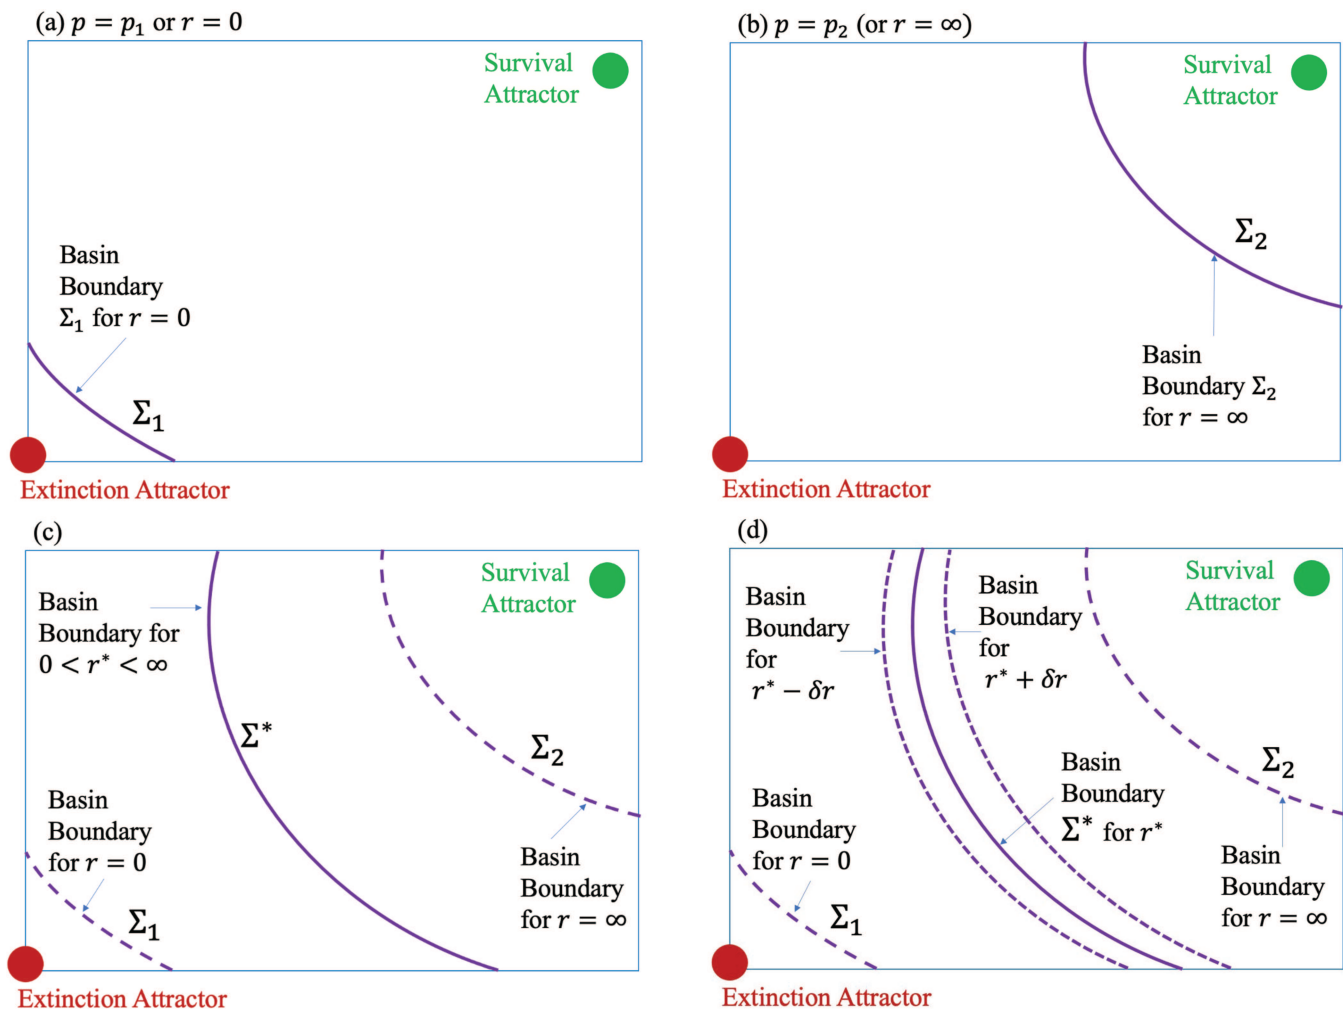 (a) p = p₁ or r = 0
Survival
Attractor
Basin
Boundary
Σ₁ for r = 0
Σ₁
Extinction Attractor
(b) p = p₂ (or r = ∞)
Survival
Attractor
Σ₂
Basin
Boundary Σ₂
for r = ∞
Extinction Attractor
(c)
Survival
Attractor
Basin
Boundary for
0 < r* < ∞
Σ*
Σ₂
Basin
Boundary
for r = 0
Basin
Boundary
for r = ∞
Σ₁
Extinction Attractor
(d)
Survival
Attractor
Basin
Boundary
for
r* − δr
Basin
Boundary
for
r* + δr
Σ₂
Basin
Boundary
Σ* for r*
Basin
Boundary
for r = 0
Basin
Boundary
for r = ∞
Σ₁
Extinction Attractor